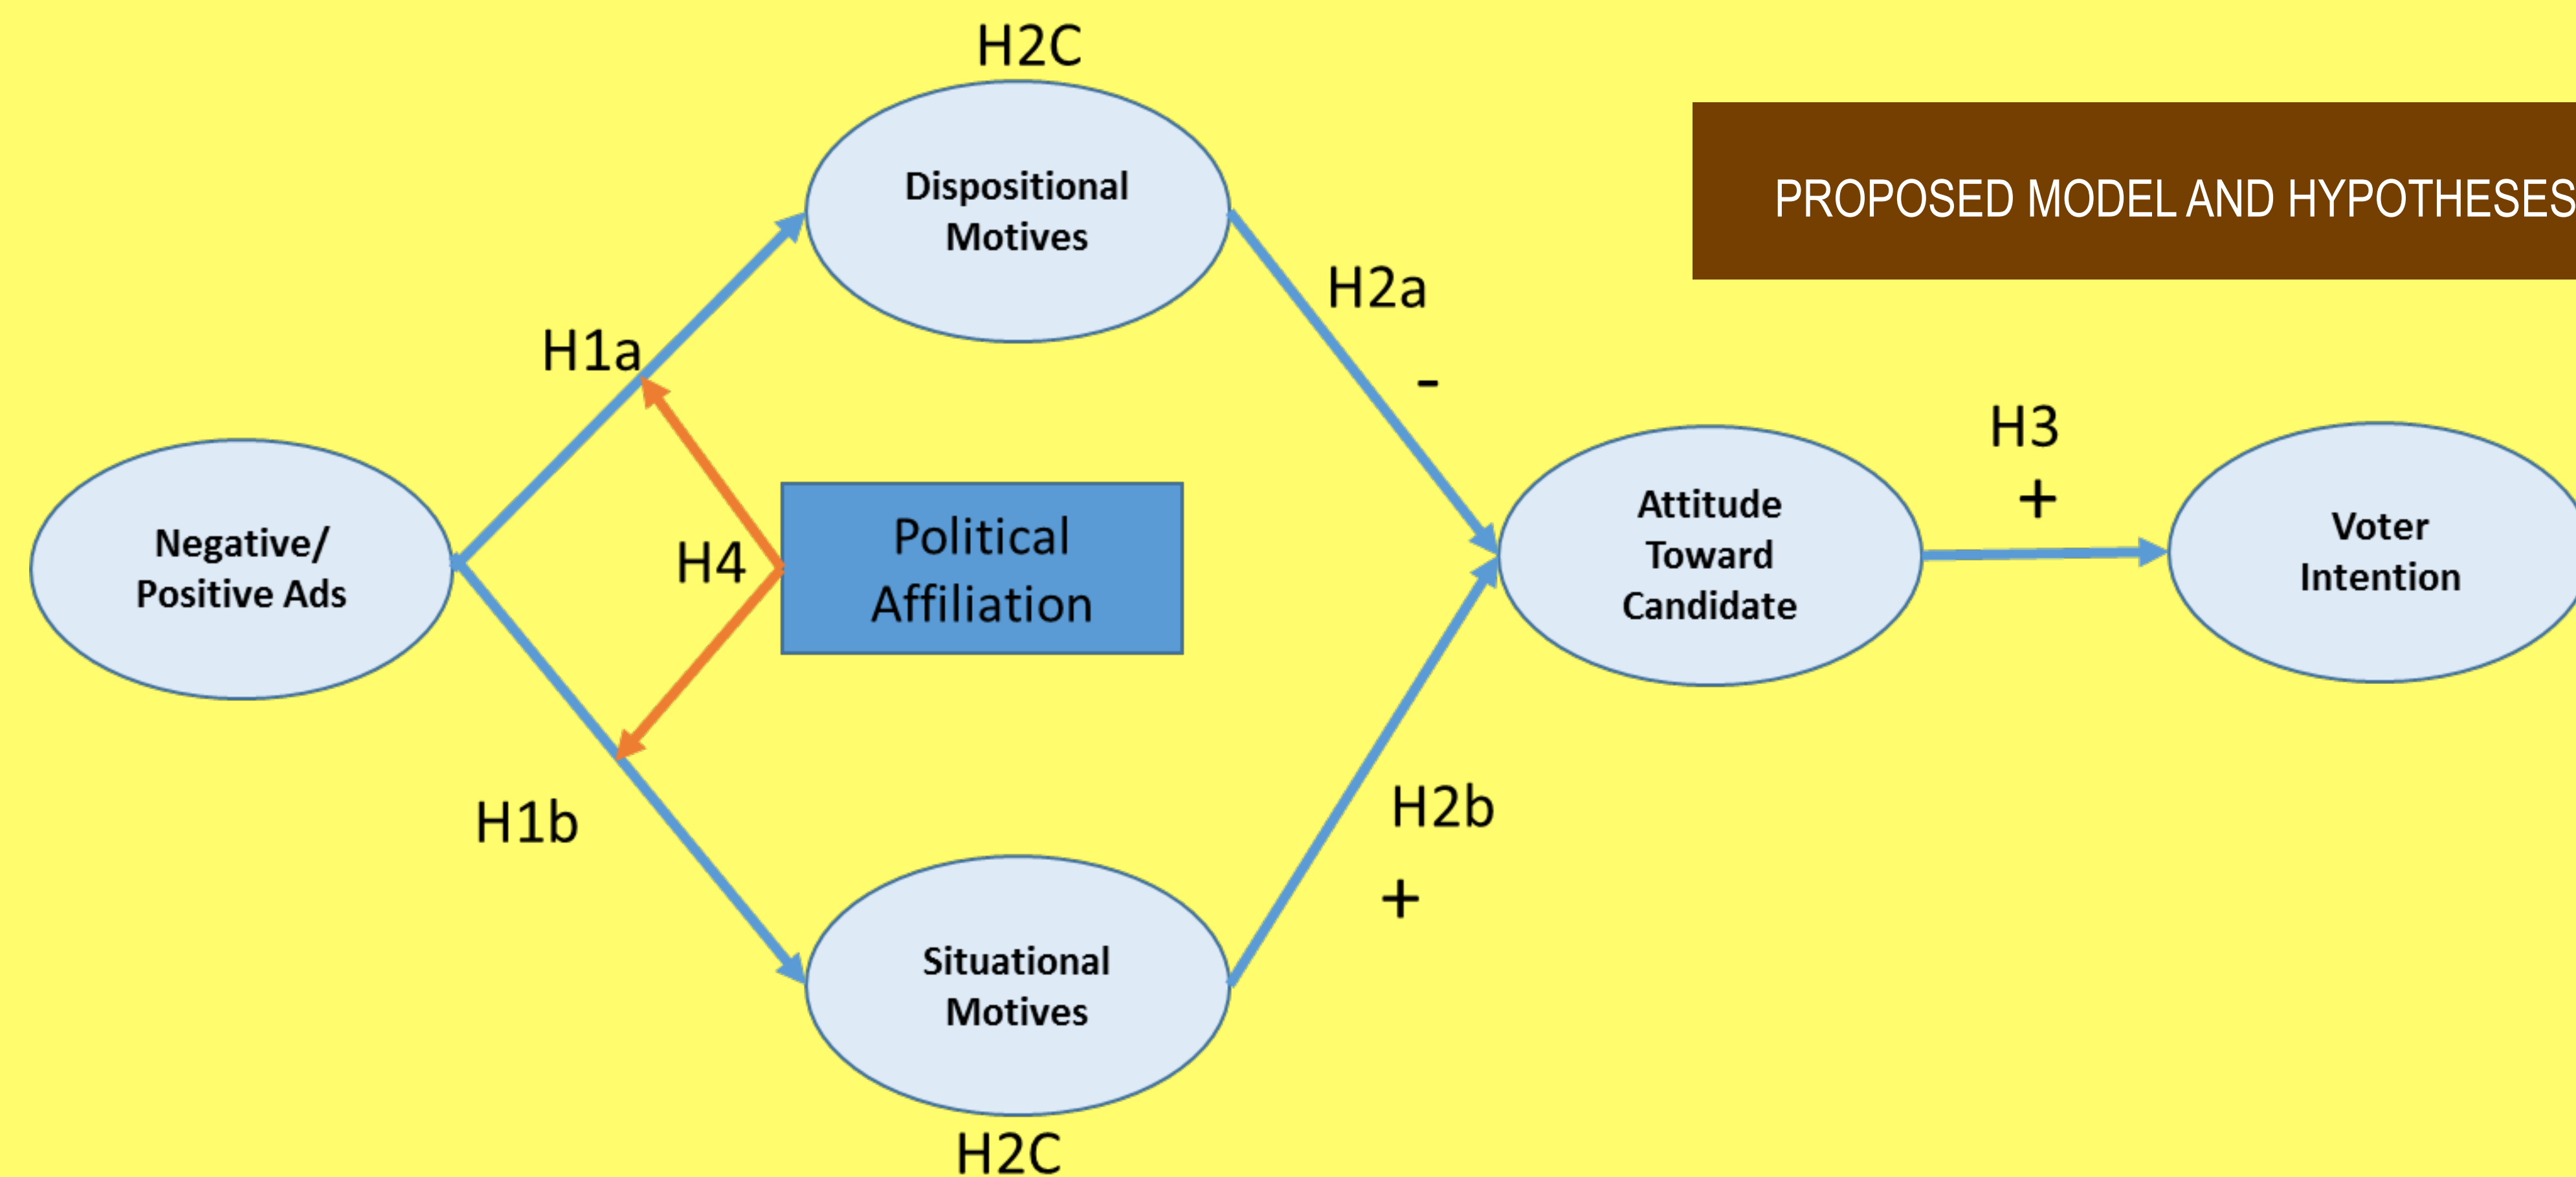 H2C
Dispositional
Motives
PROPOSED MODEL AND HYPOTHESES
H2a
-
H1a
H3
+
Negative/
Positive Ads
H4
Political
Affiliation
Attitude
Toward
Candidate
Voter
Intention
H1b
H2b
+
Situational
Motives
H2C